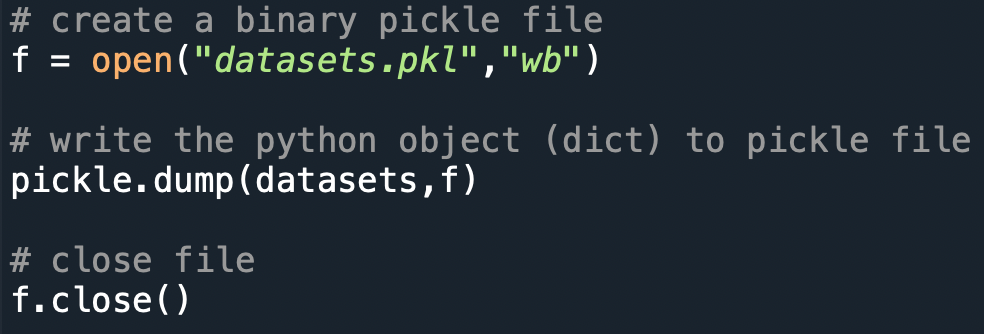 # create a binary pickle file
f = open("datasets.pkl","wb")
# write the python object (dict) to pickle file
pickle.dump(datasets,f)
# close file
f.close()